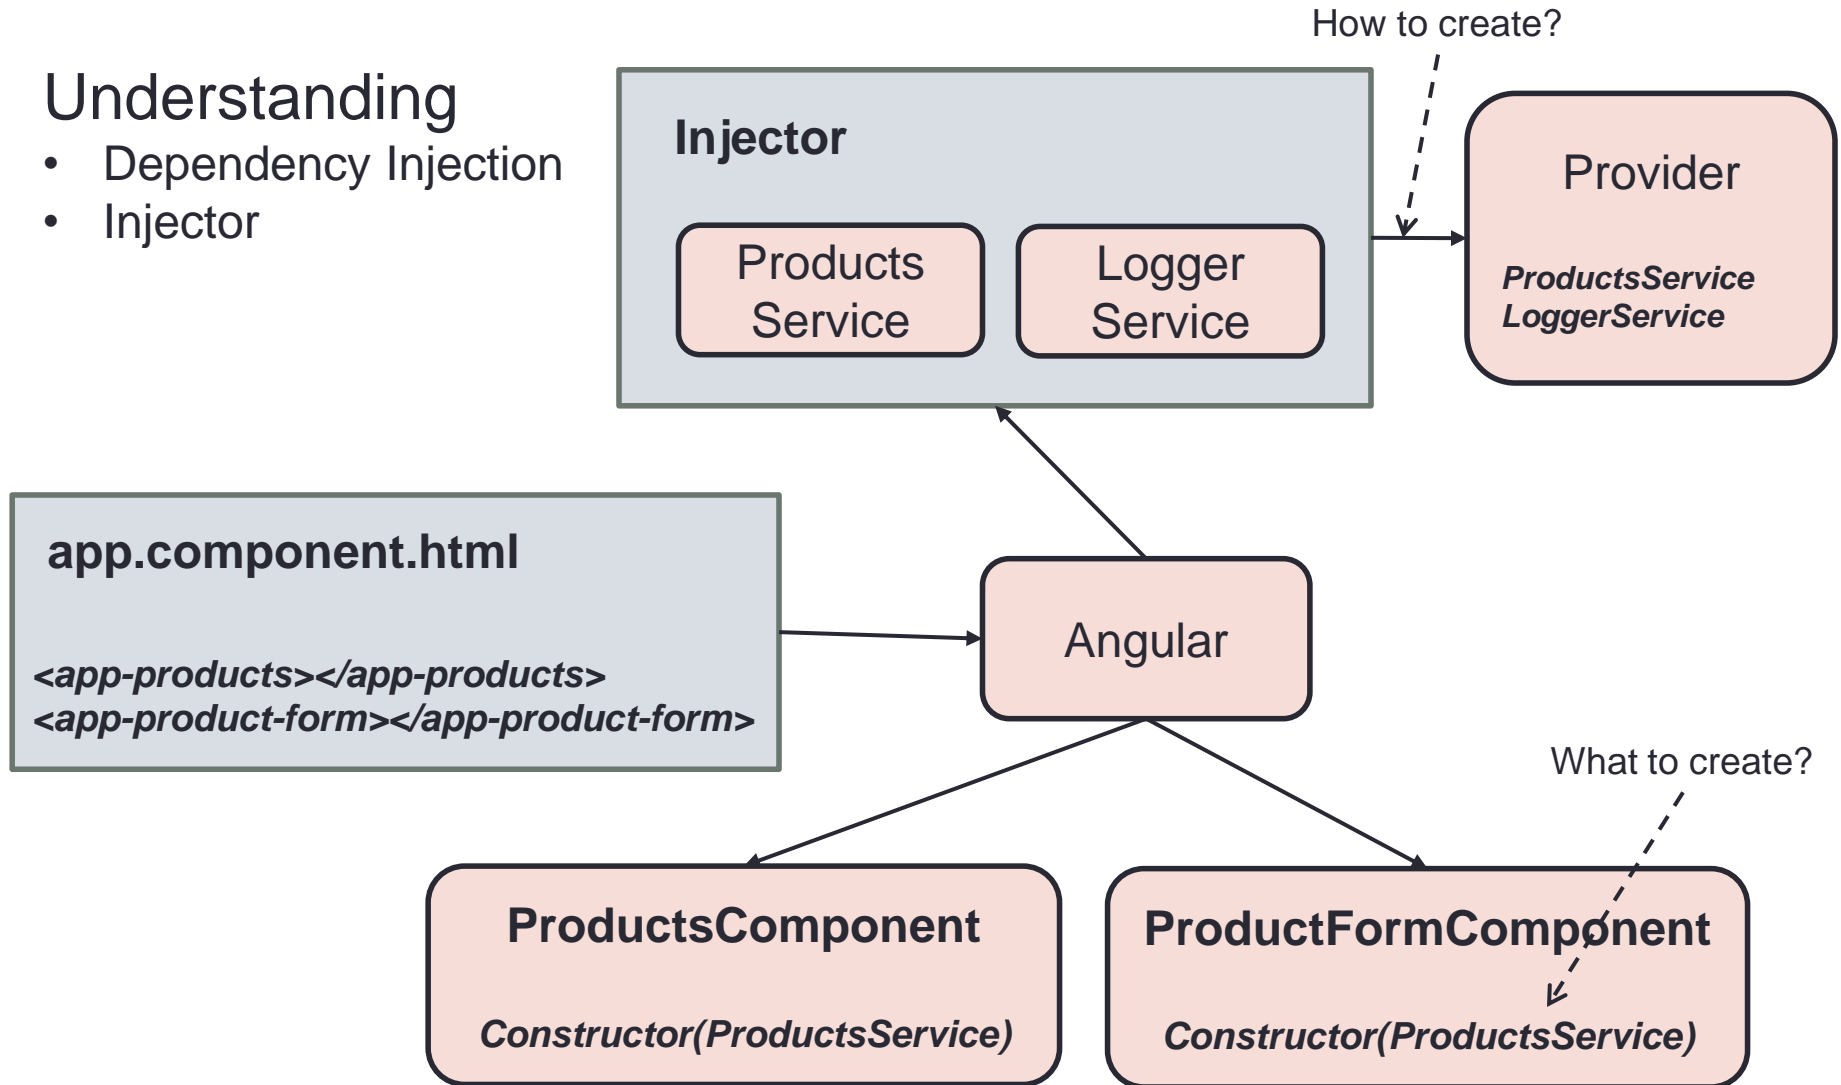 How to create?
Understanding
• Dependency Injection
• Injector
Injector
Products
Service
Logger
Service
Provider
ProductsService
LoggerService
app.component.html
<app-products></app-products>
<app-product-form></app-product-form>
Angular
What to create?
ProductsComponent
Constructor(ProductsService)
ProductFormComponent
Constructor(ProductsService)